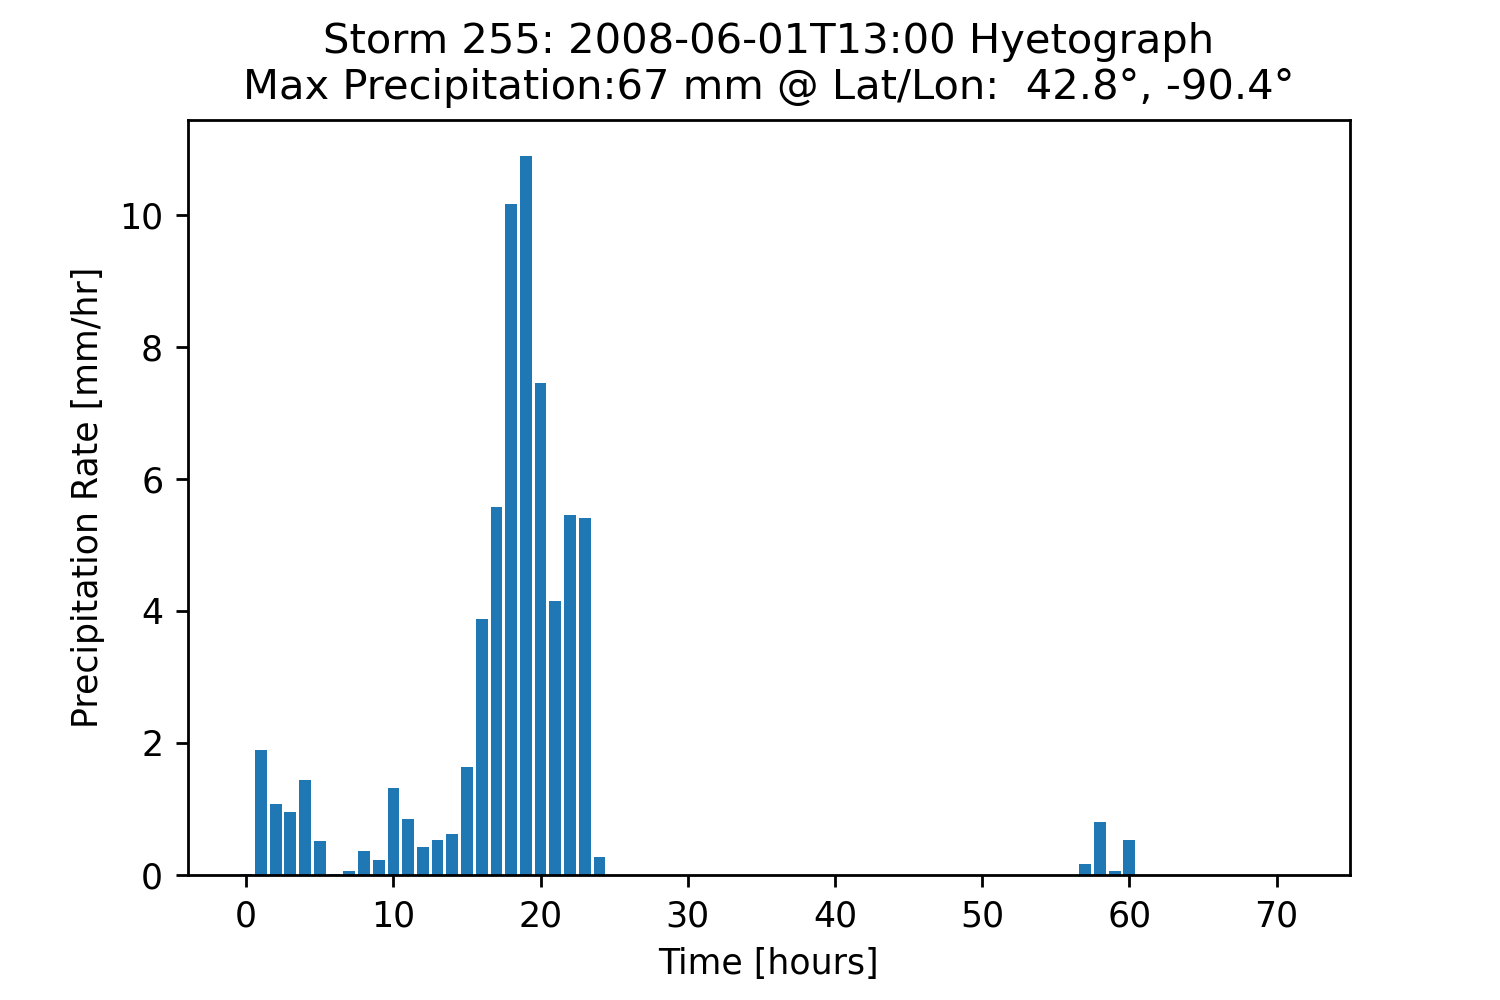 Storm 255: 2008-06-01T13:00 Hyetograph
Max Precipitation:67 mm @ Lat/Lon:  42.8°, -90.4°
Precipitation Rate [mm/hr]
10
8
6
4
2
0
0 10 20 30 40 50 60 70
Time [hours]